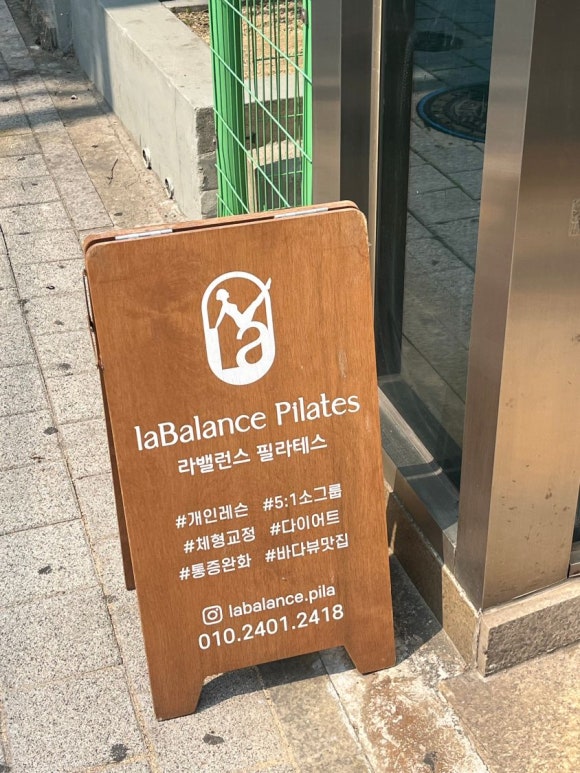 la
laBalance Pilates
라밸런스 필라테스
#개인레슨 #5:1소그룹
#체형교정 #다이어트
#통증완화 #바다뷰맛집
labalance.pila
010.2401.2418